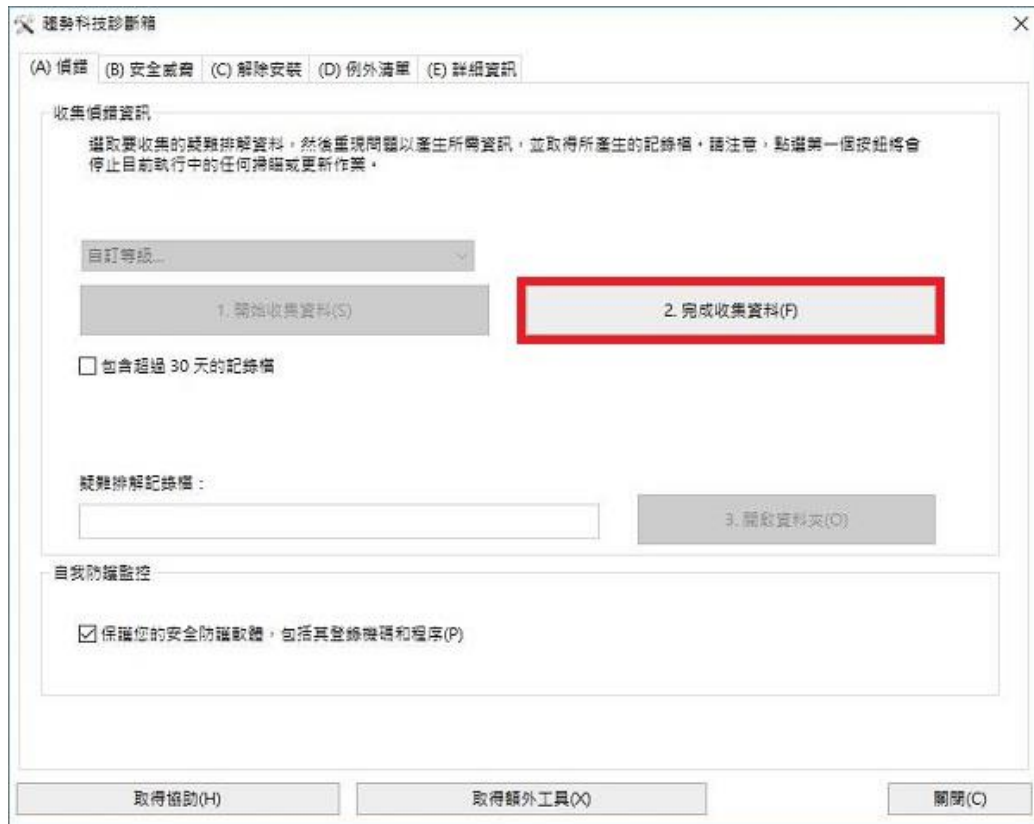 趨勢科技診斷箱
(A) 偵錯 (B) 安全威脅 (C) 解除安裝 (D) 例外清單 (E) 詳細資訊
收集偵錯資訊
選取要收集的疑難排解資料，然後重現問題以產生所需資訊，並取得所產生的記錄檔。請注意，點選第一個按鈕將會
停止目前執行中的任何掃瞄或更新作業。
自訂等級...
1. 開始收集資料(S)
2. 完成收集資料(F)
包含超過 30 天的記錄檔
疑難排解記錄檔：
3. 開啟資料夾(O)
自我防護監控
保護您的安全防護軟體，包括其登錄機碼和程序(P)
取得協助(H) 取得額外工具(X) 關閉(C)